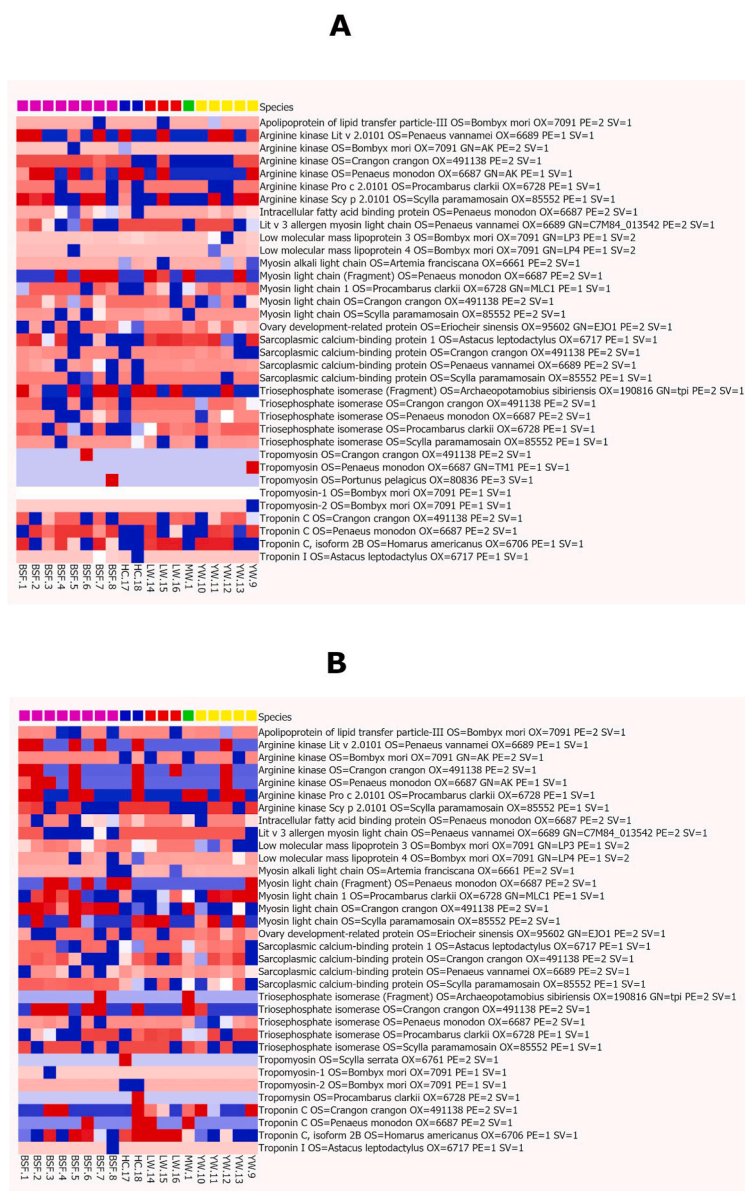 A
Species
Apolipoprotein of lipid transfer particle-III OS=Bombyx mori OX=7091 PE=2 SV=1
Arginine kinase Lit v 2.0101 OS=Penaeus vannamei OX=6689 PE=1 SV=1
Arginine kinase OS=Bombyx mori OX=7091 GN=AK PE=2 SV=1
Arginine kinase OS=Crangon crangon OX=491138 PE=2 SV=1
Arginine kinase OS=Penaeus monodon OX=6687 GN=AK PE=1 SV=1
Arginine kinase Pro c 2.0101 OS=Procambarus clarkii OX=6728 PE=1 SV=1
Arginine kinase Scy p 2.0101 OS=Scylla paramamosain OX=85552 PE=1 SV=1
Intracellular fatty acid binding protein OS=Penaeus monodon OX=6687 PE=2 SV=1
Lit v 3 allergen myosin light chain OS=Penaeus vannamei OX=6689 GN=C7M84_013542 PE=2 SV=1
Low molecular mass lipoprotein 3 OS=Bombyx mori OX=7091 GN=LP3 PE=1 SV=2
Low molecular mass lipoprotein 4 OS=Bombyx mori OX=7091 GN=LP4 PE=1 SV=2
Myosin alkali light chain OS=Artemia franciscana OX=6661 PE=2 SV=1
Myosin light chain (Fragment) OS=Penaeus monodon OX=6687 PE=2 SV=1
Myosin light chain 1 OS=Procambarus clarkii OX=6728 GN=MLC1 PE=1 SV=1
Myosin light chain OS=Crangon crangon OX=491138 PE=2 SV=1
Myosin light chain OS=Scylla paramamosain OX=85552 PE=2 SV=1
Ovary development-related protein OS=Eriocheir sinensis OX=95602 GN=EJO1 PE=2 SV=1
Sarcoplasmic calcium-binding protein 1 OS=Astacus leptodactylus OX=6717 PE=1 SV=1
Sarcoplasmic calcium-binding protein OS=Crangon crangon OX=491138 PE=2 SV=1
Sarcoplasmic calcium-binding protein OS=Penaeus vannamei OX=6689 PE=2 SV=1
Sarcoplasmic calcium-binding protein OS=Scylla paramamosain OX=85552 PE=1 SV=1
Triosephosphate isomerase (Fragment) OS=Archaeopotamobius sibiriensis OX=190816 GN=tpi PE=2 SV=1
Triosephosphate isomerase OS=Crangon crangon OX=491138 PE=2 SV=1
Triosephosphate isomerase OS=Penaeus monodon OX=6687 PE=2 SV=1
Triosephosphate isomerase OS=Procambarus clarkii OX=6728 PE=1 SV=1
Triosephosphate isomerase OS=Scylla paramamosain OX=85552 PE=1 SV=1
Tropomyosin OS=Crangon crangon OX=491138 PE=2 SV=1
Tropomyosin OS=Penaeus monodon OX=6687 GN=TM1 PE=1 SV=1
Tropomyosin OS=Portunus pelagicus OX=80836 PE=3 SV=1
Tropomyosin-1 OS=Bombyx mori OX=7091 PE=1 SV=1
Tropomyosin-2 OS=Bombyx mori OX=7091 PE=1 SV=1
Troponin C OS=Crangon crangon OX=491138 PE=2 SV=1
Troponin C OS=Penaeus monodon OX=6687 PE=2 SV=1
Troponin C, isoform 2B OS=Homarus americanus OX=6706 PE=1 SV=1
Troponin I OS=Astacus leptodactylus OX=6717 PE=1 SV=1
BSF.1 BSF.2 BSF.3 BSF.4 BSF.5 BSF.6 BSF.7 BSF.8 HC.17 HC.18 LW.14 LW.15 LW.16 MW.1 YW.10 YW.11 YW.12 YW.13 YW.9
B
Species
Apolipoprotein of lipid transfer particle-III OS=Bombyx mori OX=7091 PE=2 SV=1
Arginine kinase Lit v 2.0101 OS=Penaeus vannamei OX=6689 PE=1 SV=1
Arginine kinase OS=Bombyx mori OX=7091 GN=AK PE=2 SV=1
Arginine kinase OS=Crangon crangon OX=491138 PE=2 SV=1
Arginine kinase OS=Penaeus monodon OX=6687 GN=AK PE=1 SV=1
Arginine kinase Pro c 2.0101 OS=Procambarus clarkii OX=6728 PE=1 SV=1
Arginine kinase Scy p 2.0101 OS=Scylla paramamosain OX=85552 PE=1 SV=1
Intracellular fatty acid binding protein OS=Penaeus monodon OX=6687 PE=2 SV=1
Lit v 3 allergen myosin light chain OS=Penaeus vannamei OX=6689 GN=C7M84_013542 PE=2 SV=1
Low molecular mass lipoprotein 3 OS=Bombyx mori OX=7091 GN=LP3 PE=1 SV=2
Low molecular mass lipoprotein 4 OS=Bombyx mori OX=7091 GN=LP4 PE=1 SV=2
Myosin alkali light chain OS=Artemia franciscana OX=6661 PE=2 SV=1
Myosin light chain (Fragment) OS=Penaeus monodon OX=6687 PE=2 SV=1
Myosin light chain 1 OS=Procambarus clarkii OX=6728 GN=MLC1 PE=1 SV=1
Myosin light chain OS=Crangon crangon OX=491138 PE=2 SV=1
Myosin light chain OS=Scylla paramamosain OX=85552 PE=2 SV=1
Ovary development-related protein OS=Eriocheir sinensis OX=95602 GN=EJO1 PE=2 SV=1
Sarcoplasmic calcium-binding protein 1 OS=Astacus leptodactylus OX=6717 PE=1 SV=1
Sarcoplasmic calcium-binding protein OS=Crangon crangon OX=491138 PE=2 SV=1
Sarcoplasmic calcium-binding protein OS=Penaeus vannamei OX=6689 PE=2 SV=1
Sarcoplasmic calcium-binding protein OS=Scylla paramamosain OX=85552 PE=1 SV=1
Triosephosphate isomerase (Fragment) OS=Archaeopotamobius sibiriensis OX=190816 GN=tpi PE=2 SV=1
Triosephosphate isomerase OS=Crangon crangon OX=491138 PE=2 SV=1
Triosephosphate isomerase OS=Penaeus monodon OX=6687 PE=2 SV=1
Triosephosphate isomerase OS=Procambarus clarkii OX=6728 PE=1 SV=1
Triosephosphate isomerase OS=Scylla paramamosain OX=85552 PE=1 SV=1
Tropomyosin OS=Scylla serrata OX=6761 PE=2 SV=1
Tropomyosin-1 OS=Bombyx mori OX=7091 PE=1 SV=1
Tropomyosin-2 OS=Bombyx mori OX=7091 PE=1 SV=1
Tropomysin OS=Procambarus clarkii OX=6728 PE=2 SV=1
Troponin C OS=Crangon crangon OX=491138 PE=2 SV=1
Troponin C OS=Penaeus monodon OX=6687 PE=2 SV=1
Troponin C, isoform 2B OS=Homarus americanus OX=6706 PE=1 SV=1
Troponin I OS=Astacus leptodactylus OX=6717 PE=1 SV=1
BSF.1 BSF.2 BSF.3 BSF.4 BSF.5 BSF.6 BSF.7 BSF.8 HC.17 HC.18 LW.14 LW.15 LW.16 MW.1 YW.10 YW.11 YW.12 YW.13 YW.9